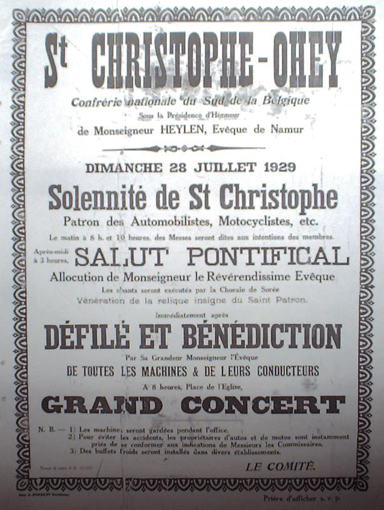 St CHRISTOPHE-OHEY
Confrérie nationale du Sud de la Belgique
Sous la Présidence d'Honneur
de Monseigneur HEYLEN, Evêque de Namur
DIMANCHE 28 JUILLET 1929
Solennité de St Christophe
Patron des Automobilistes, Motocyclistes, etc.
Le matin à 8 h. et 10 heures, des Messes seront dites aux intentions des membres.
Après-midi à 3 heures, SALUT PONTIFICAL
Allocution de Monseigneur le Révérendissime Evêque
Les chants seront exécutés par la Chorale de Sorée
Vénération de la relique insigne du Saint Patron.
Immédiatement après
DÉFILÉ ET BÉNÉDICTION
Par Sa Grandeur Monseigneur l'Évêque
DE TOUTES LES MACHINES & DE LEURS CONDUCTEURS
A 8 heures, Place de l'Eglise,
GRAND CONCERT
N. B. — 1) Les machines seront gardées pendant l'office.
2) Pour éviter les accidents, les propriétaires d'autos et de motos sont instamment
priés de se conformer aux indications de Messieurs les Commissaires.
3) Des buffets froids seront installés dans divers établissements.
LE COMITÉ.
Prière d'afficher s. v. p.